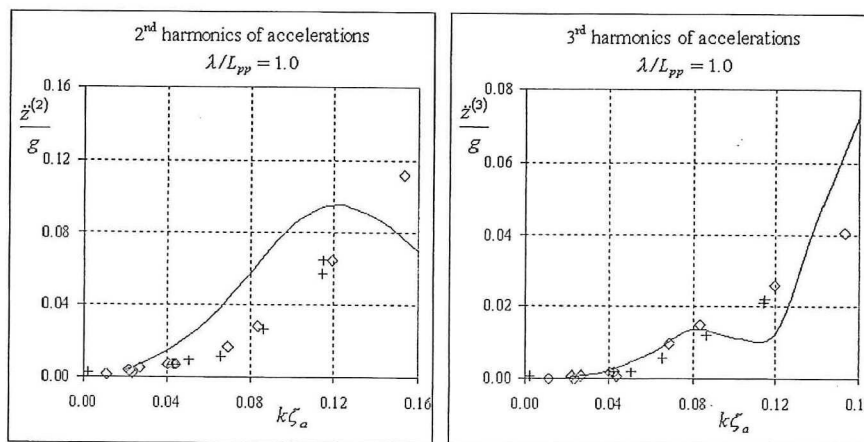 2nd harmonics of accelerations
λ/Lpp = 1.0
0.16
z̈(2)
g
0.12
0.08
0.04
0.00
0.00 0.04 0.08 0.12 0.16
kζa
3rd harmonics of accelerations
λ/Lpp = 1.0
0.08
z̈(3)
g
0.06
0.04
0.02
0.00
0.00 0.04 0.08 0.12 0.1
kζa